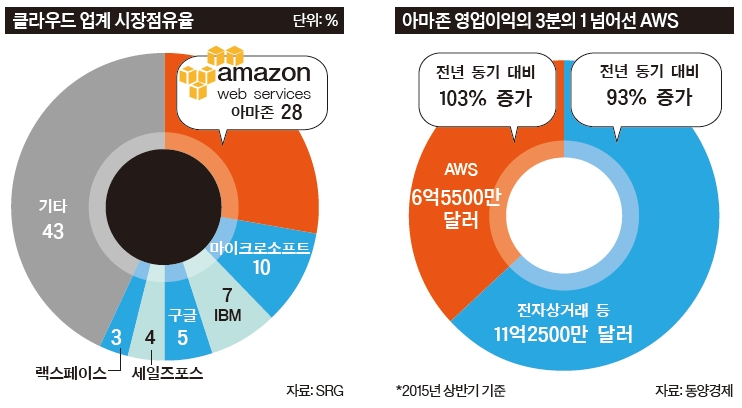 클라우드 업계 시장점유율
단위: %
amazon
web services
아마존 28
기타
43
마이크로소프트
10
7
IBM
구글
5
4
3
랙스페이스
세일즈포스
자료: SRG
아마존 영업이익의 3분의 1 넘어선 AWS
전년 동기 대비
103% 증가
전년 동기 대비
93% 증가
AWS
6억5500만
달러
전자상거래 등
11억2500만 달러
*2015년 상반기 기준
자료: 동양경제